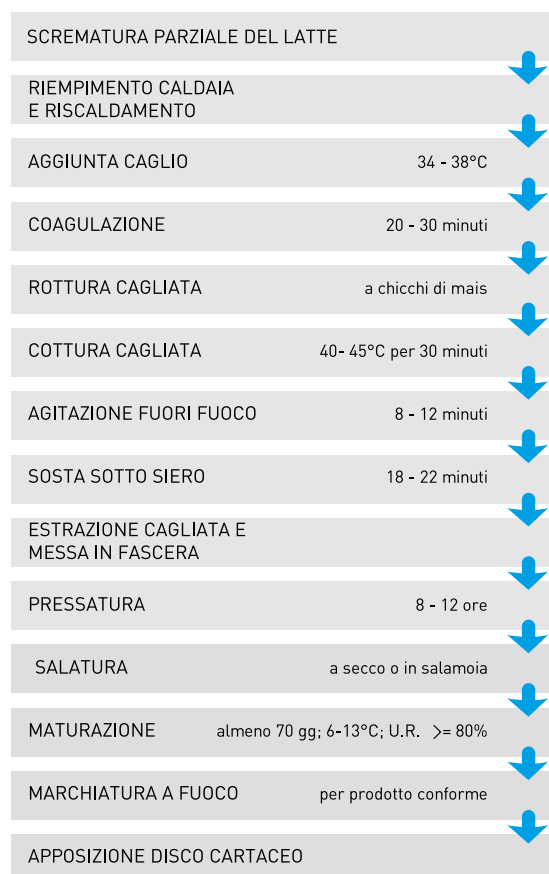 SCREMATURA PARZIALE DEL LATTE
RIEMPIMENTO CALDAIA
E RISCALDAMENTO
AGGIUNTA CAGLIO 34 - 38°C
COAGULAZIONE 20 - 30 minuti
ROTTURA CAGLIATA a chicchi di mais
COTTURA CAGLIATA 40- 45°C per 30 minuti
AGITAZIONE FUORI FUOCO 8 - 12 minuti
SOSTA SOTTO SIERO 18 - 22 minuti
ESTRAZIONE CAGLIATA E
MESSA IN FASCERA
PRESSATURA 8 - 12 ore
SALATURA a secco o in salamoia
MATURAZIONE almeno 70 gg; 6-13°C; U.R. >= 80%
MARCHIATURA A FUOCO per prodotto conforme
APPOSIZIONE DISCO CARTACEO